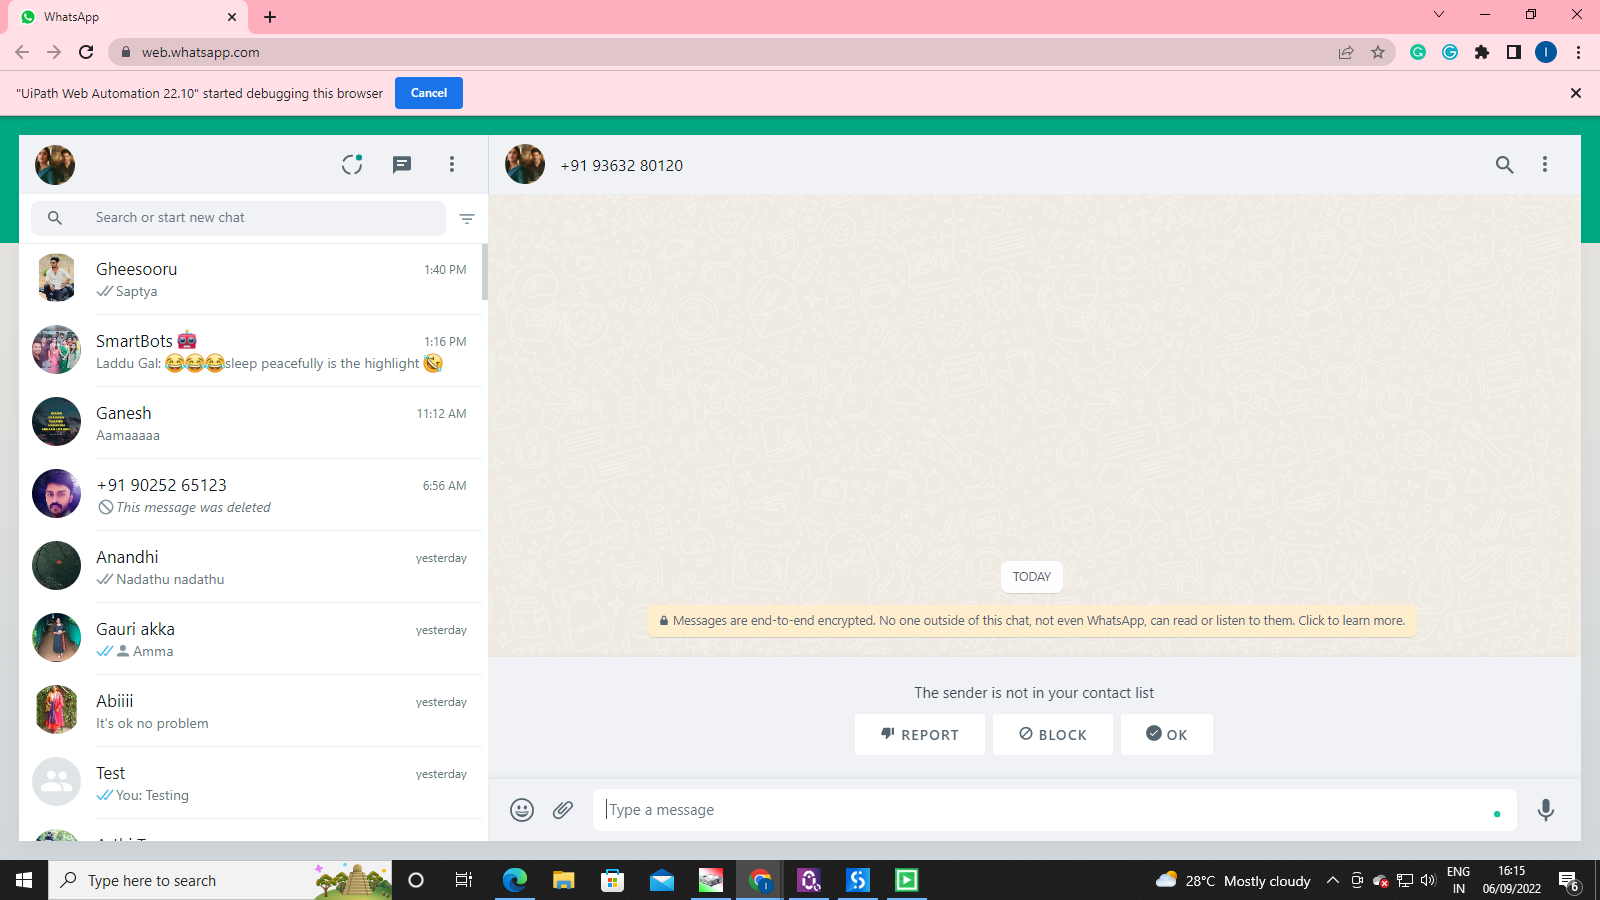 WhatsApp
web.whatsapp.com
I
"UiPath Web Automation 22.10" started debugging this browser
Cancel
+91 93632 80120
Search or start new chat
Gheesooru
1:40 PM
Saptya
SmartBots
1:16 PM
Laddu Gal: 😂😂😂sleep peacefully is the highlight 🤣
Ganesh
11:12 AM
Aamaaaaa
+91 90252 65123
6:56 AM
This message was deleted
Anandhi
yesterday
Nadathu nadathu
Gauri akka
yesterday
Amma
Abiiii
yesterday
It's ok no problem
Test
yesterday
You: Testing
TODAY
Messages are end-to-end encrypted. No one outside of this chat, not even WhatsApp, can read or listen to them. Click to learn more.
The sender is not in your contact list
REPORT
BLOCK
OK
Type a message
Type here to search
28°C Mostly cloudy
ENG
IN
16:15
06/09/2022
6